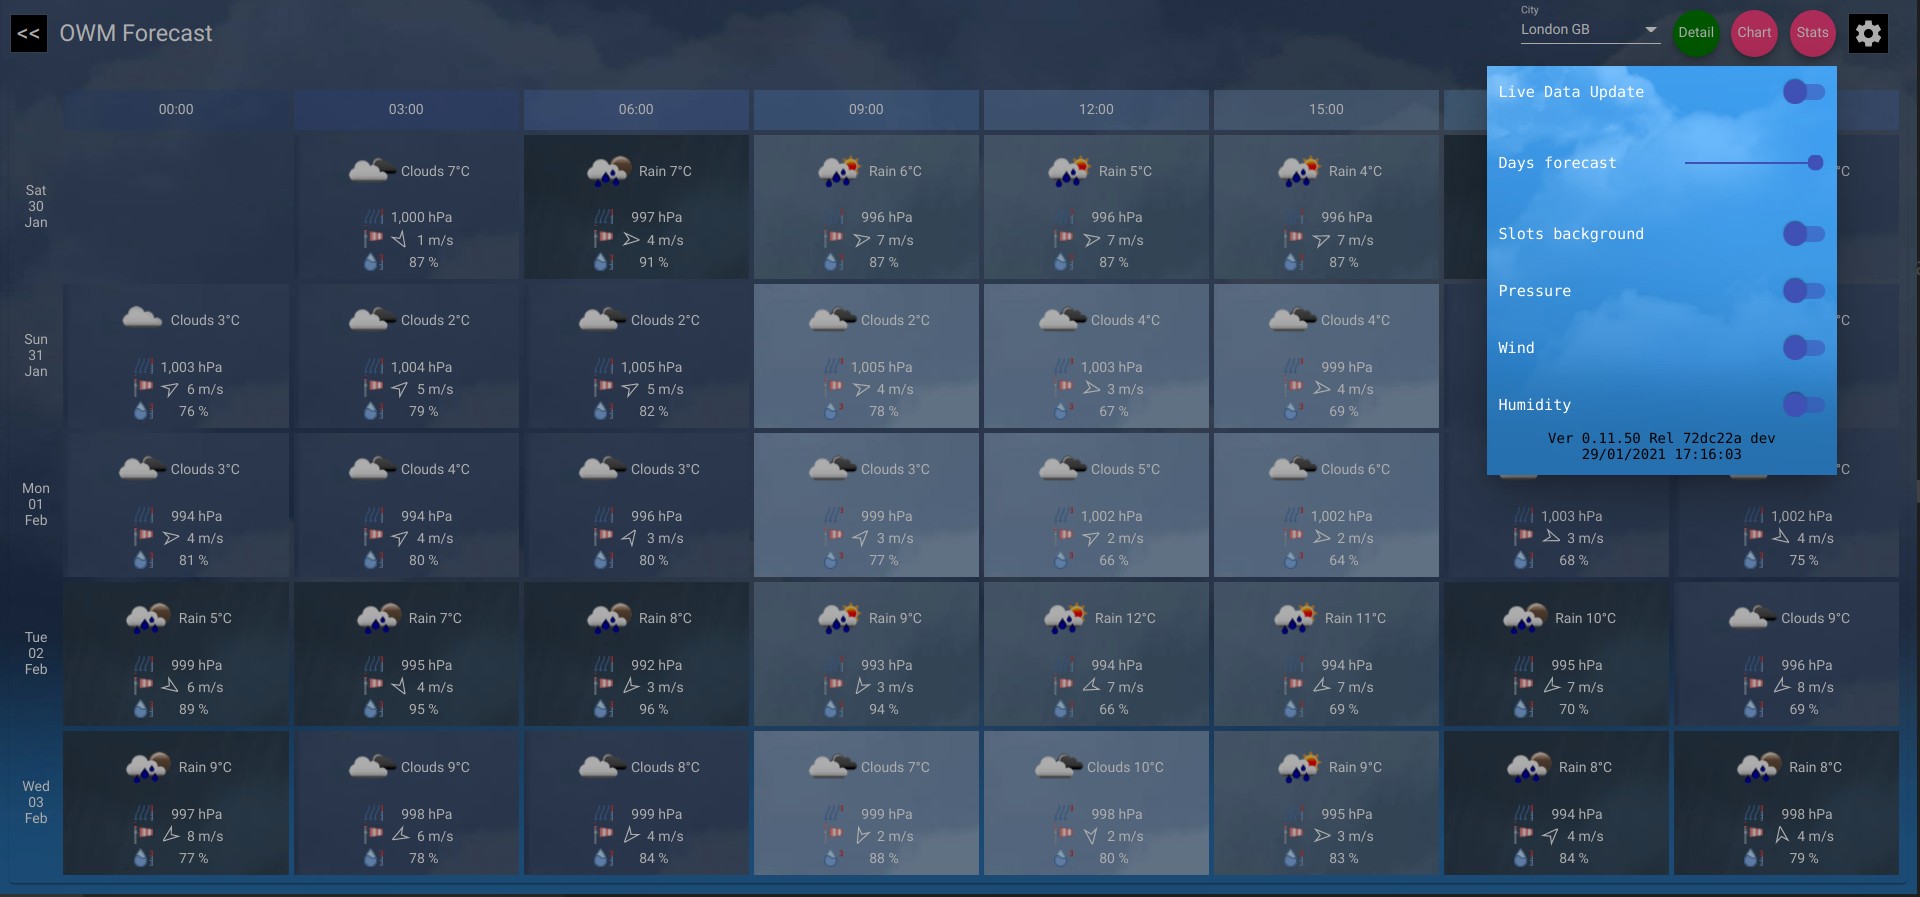 << OWM Forecast City
London GB Detail Chart Stats
Live Data Update
Days forecast
Slots background
Pressure
Wind
Humidity
Ver 0.11.50 Rel 72dc22a dev
29/01/2021 17:16:03
00:00 03:00 06:00 09:00 12:00 15:00
Sat
30
Jan
Clouds 7°C Rain 7°C Rain 6°C Rain 5°C Rain 4°C °C
1,000 hPa 997 hPa 996 hPa 996 hPa 996 hPa
1 m/s 4 m/s 7 m/s 7 m/s 7 m/s
87 % 91 % 87 % 87 % 87 %
Sun
31
Jan
Clouds 3°C Clouds 2°C Clouds 2°C Clouds 2°C Clouds 4°C Clouds 4°C °C
1,003 hPa 1,004 hPa 1,005 hPa 1,005 hPa 1,003 hPa 999 hPa
6 m/s 5 m/s 5 m/s 4 m/s 3 m/s 4 m/s
76 % 79 % 82 % 78 % 67 % 69 %
Mon
01
Feb
Clouds 3°C Clouds 4°C Clouds 3°C Clouds 3°C Clouds 5°C Clouds 6°C °C
994 hPa 994 hPa 996 hPa 999 hPa 1,002 hPa 1,002 hPa 1,003 hPa 1,002 hPa
4 m/s 4 m/s 3 m/s 3 m/s 2 m/s 2 m/s 3 m/s 4 m/s
81 % 80 % 80 % 77 % 66 % 64 % 68 % 75 %
Tue
02
Feb
Rain 5°C Rain 7°C Rain 8°C Rain 9°C Rain 12°C Rain 11°C Rain 10°C Clouds 9°C
999 hPa 995 hPa 992 hPa 993 hPa 994 hPa 994 hPa 995 hPa 996 hPa
6 m/s 4 m/s 3 m/s 3 m/s 7 m/s 7 m/s 7 m/s 8 m/s
89 % 95 % 96 % 94 % 66 % 69 % 70 % 69 %
Wed
03
Feb
Rain 9°C Clouds 9°C Clouds 8°C Clouds 7°C Clouds 10°C Rain 9°C Rain 8°C Rain 8°C
997 hPa 998 hPa 999 hPa 999 hPa 998 hPa 995 hPa 994 hPa 998 hPa
8 m/s 6 m/s 4 m/s 2 m/s 2 m/s 3 m/s 4 m/s 4 m/s
77 % 78 % 84 % 88 % 80 % 83 % 84 % 79 %